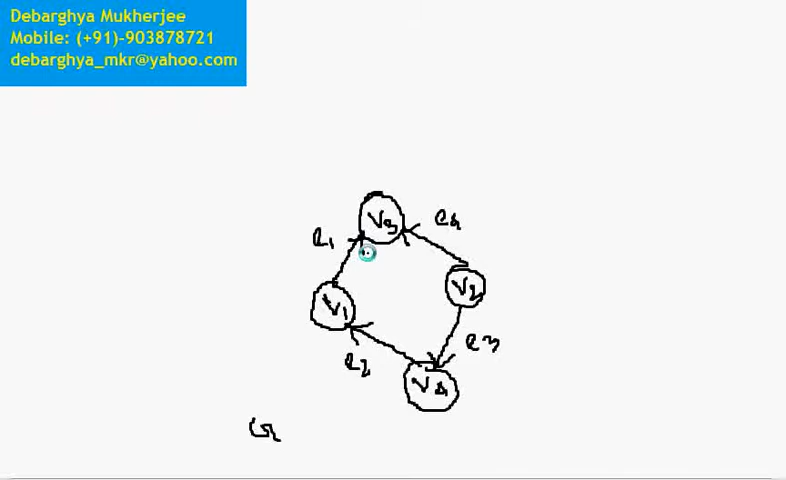 Debarghya Mukherjee
Mobile: (+91)-903878721
debarghya_mkr@yahoo.com
V3
e4
e1
V2
V1
e3
e2
V4
G